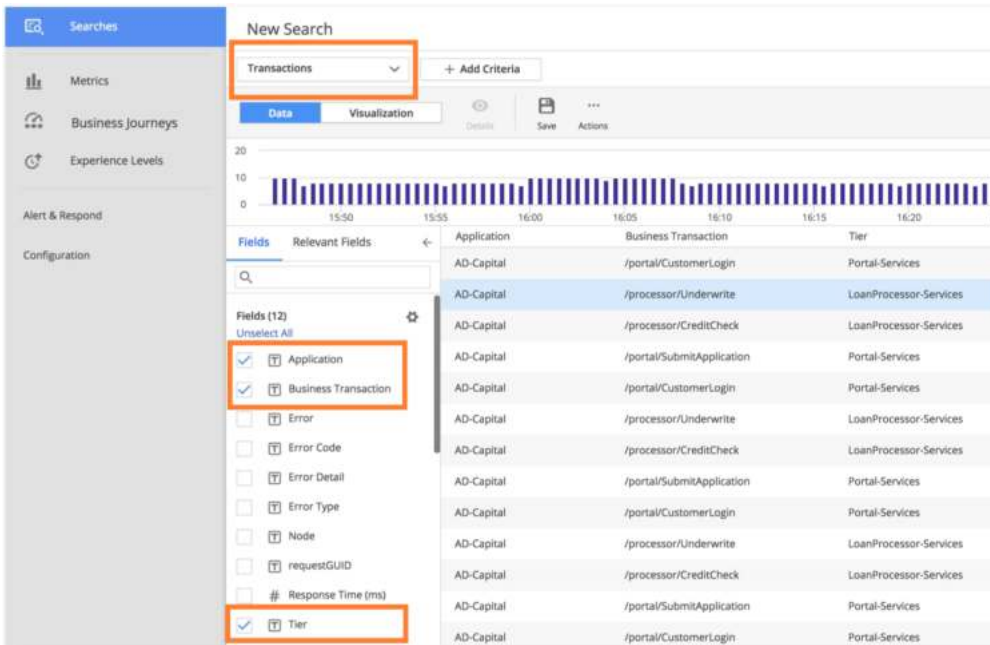 Searches
Metrics
Business Journeys
Experience Levels
Alert & Respond
Configuration
New Search
Transactions
+ Add Criteria
Data Visualization
Details Save Actions
20
10
0
15:50 15:55 16:00 16:05 16:10 16:15 16:20
Fields Relevant Fields
Fields (12)
Unselect All
Application
Business Transaction
Error
Error Code
Error Detail
Error Type
Node
requestGUID
# Response Time (ms)
Tier
Application Business Transaction Tier
AD-Capital /portal/CustomerLogin Portal-Services
AD-Capital /processor/Underwrite LoanProcessor-Services
AD-Capital /processor/CreditCheck LoanProcessor-Services
AD-Capital /portal/SubmitApplication Portal-Services
AD-Capital /portal/CustomerLogin Portal-Services
AD-Capital /processor/Underwrite LoanProcessor-Services
AD-Capital /processor/CreditCheck LoanProcessor-Services
AD-Capital /portal/SubmitApplication Portal-Services
AD-Capital /portal/CustomerLogin Portal-Services
AD-Capital /processor/Underwrite LoanProcessor-Services
AD-Capital /processor/CreditCheck LoanProcessor-Services
AD-Capital /portal/SubmitApplication Portal-Services
AD-Capital /portal/CustomerLogin Portal-Services